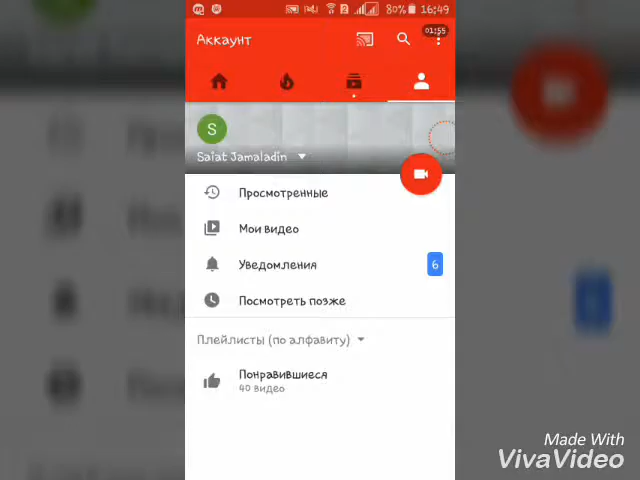 80% 16:49
Аккаунт
01:55
S
Saiat Jamaladin
Просмотренные
Мои видео
Уведомления 6
Посмотреть позже
Плейлисты (по алфавиту)
Понравившиеся
40 видео
Made With
VivaVideo